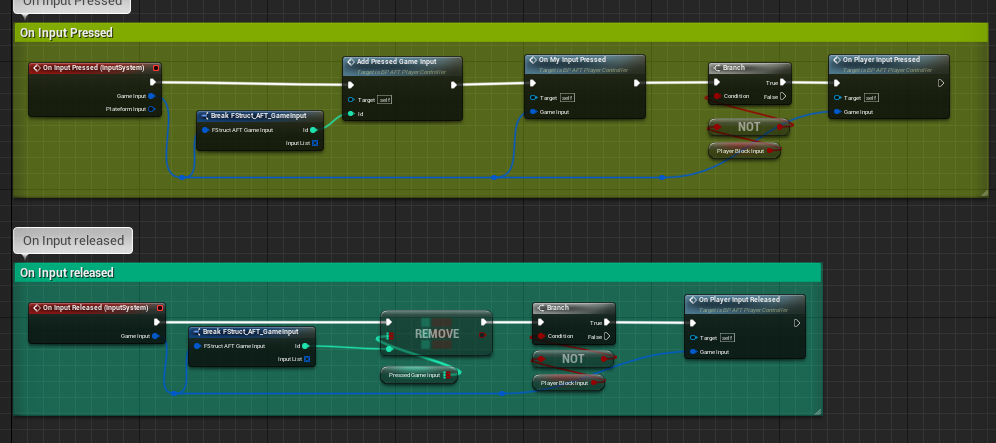 On Input Pressed
On Input Pressed
On Input Pressed (InputSystem)
Game Input
Plateform Input
Break FStruct_AFT_GameInput
FStruct AFT Game Input
Id
Input List
Add Pressed Game Input
Target is BP AFT Player Controller
Target
self
Id
On My Input Pressed
Target is BP AFT Player Controller
Target
self
Game Input
Branch
True
Condition
False
NOT
Player Block Input
On Player Input Pressed
Target is BP AFT Player Controller
Target
self
Game Input
On Input released
On Input released
On Input Released (InputSystem)
Game Input
Break FStruct_AFT_GameInput
FStruct AFT Game Input
Id
Input List
REMOVE
Pressed Game Input
Branch
True
Condition
False
NOT
Player Block Input
On Player Input Released
Target is BP AFT Player Controller
Target
self
Game Input